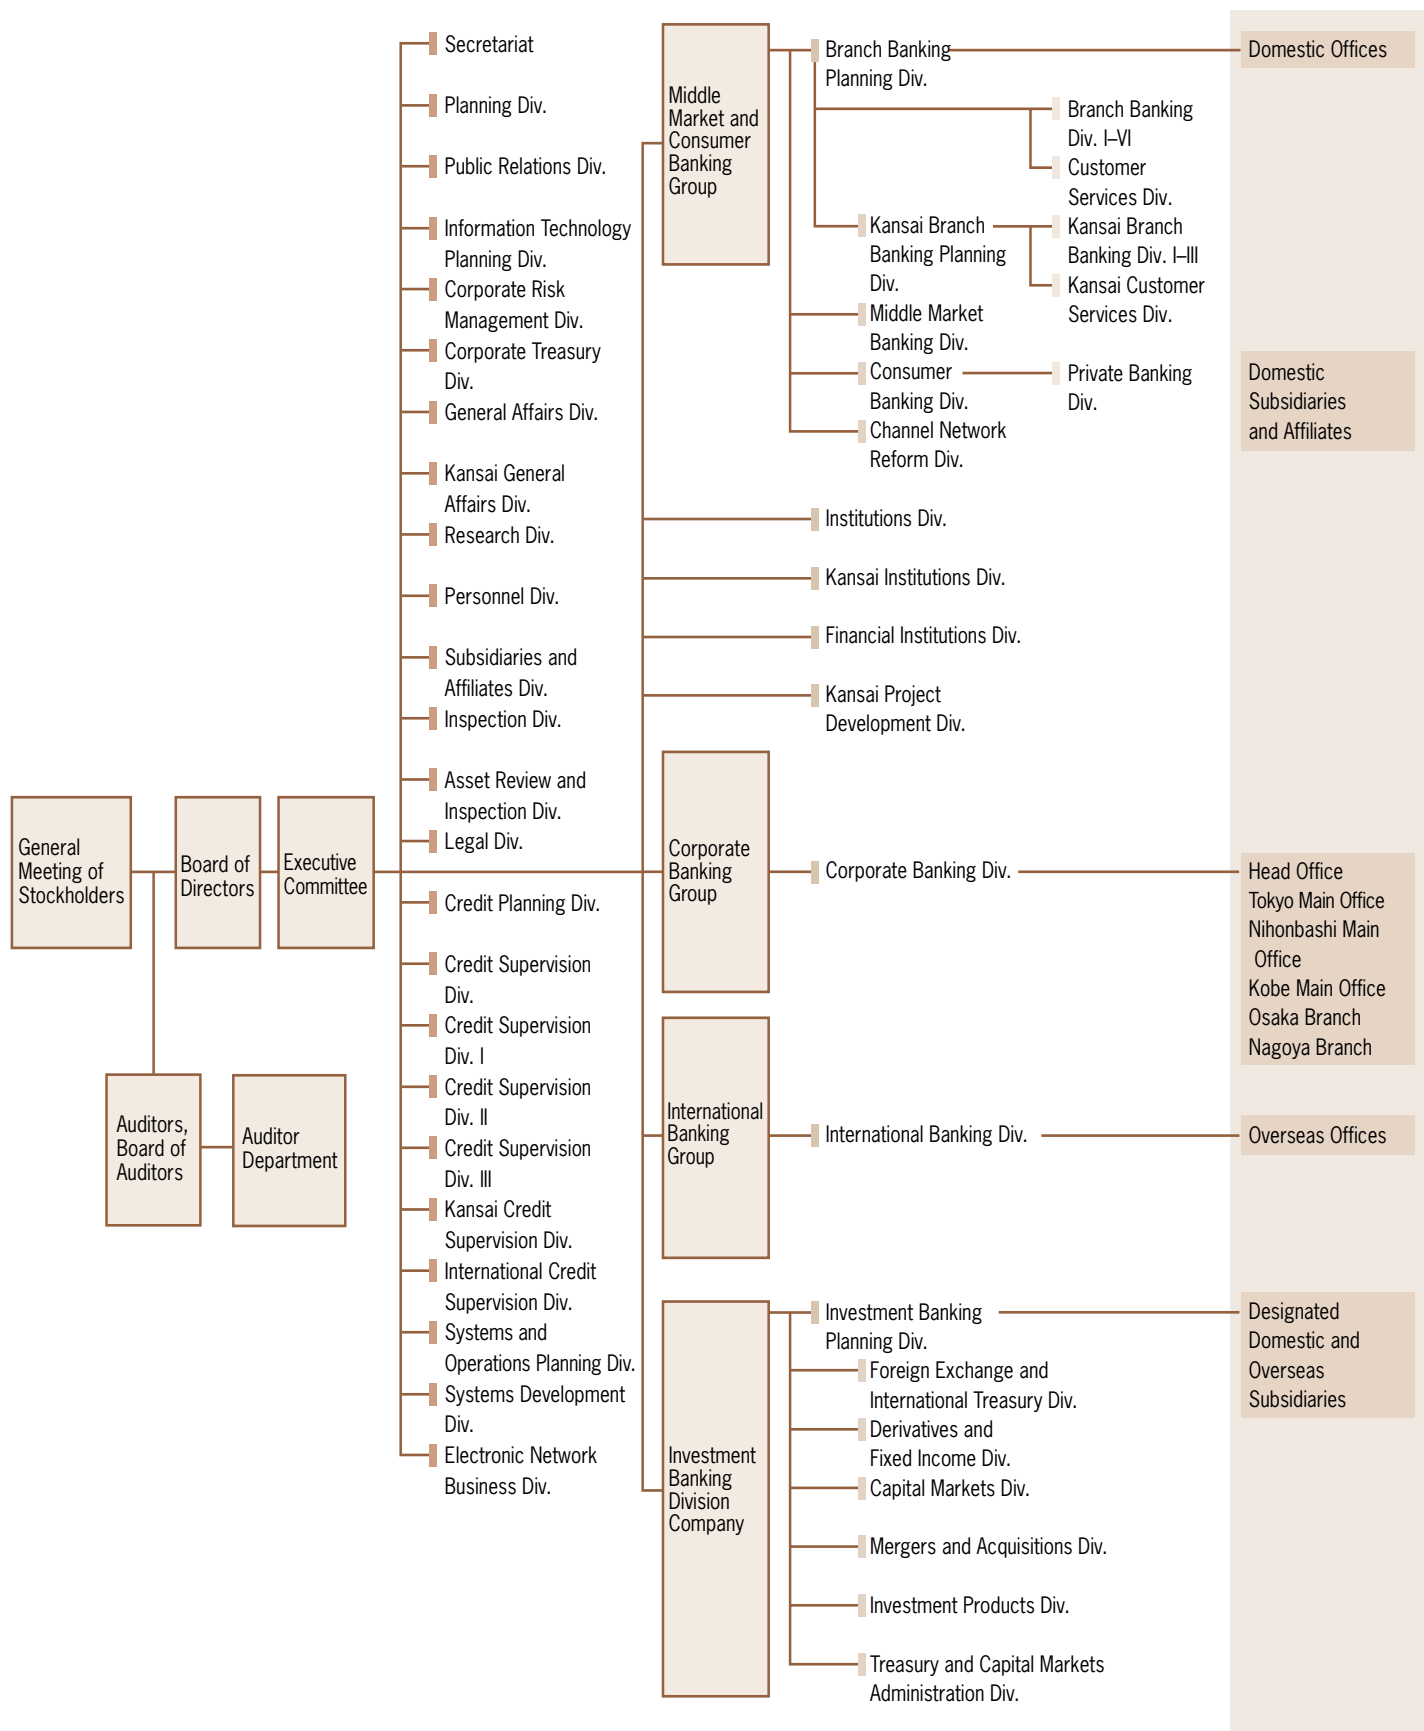 General
Meeting of
Stockholders
Board of
Directors
Executive
Committee
Auditors,
Board of
Auditors
Auditor
Department
Secretariat
Planning Div.
Public Relations Div.
Information Technology
Planning Div.
Corporate Risk
Management Div.
Corporate Treasury
Div.
General Affairs Div.
Kansai General
Affairs Div.
Research Div.
Personnel Div.
Subsidiaries and
Affiliates Div.
Inspection Div.
Asset Review and
Inspection Div.
Legal Div.
Credit Planning Div.
Credit Supervision
Div.
Credit Supervision
Div. I
Credit Supervision
Div. II
Credit Supervision
Div. III
Kansai Credit
Supervision Div.
International Credit
Supervision Div.
Systems and
Operations Planning Div.
Systems Development
Div.
Electronic Network
Business Div.
Middle
Market and
Consumer
Banking
Group
Branch Banking
Planning Div.
Branch Banking
Div. I–VI
Customer
Services Div.
Kansai Branch
Banking Planning
Div.
Kansai Branch
Banking Div. I–III
Kansai Customer
Services Div.
Middle Market
Banking Div.
Consumer
Banking Div.
Private Banking
Div.
Channel Network
Reform Div.
Institutions Div.
Kansai Institutions Div.
Financial Institutions Div.
Kansai Project
Development Div.
Corporate
Banking
Group
Corporate Banking Div.
International
Banking
Group
International Banking Div.
Investment
Banking
Division
Company
Investment Banking
Planning Div.
Foreign Exchange and
International Treasury Div.
Derivatives and
Fixed Income Div.
Capital Markets Div.
Mergers and Acquisitions Div.
Investment Products Div.
Treasury and Capital Markets
Administration Div.
Domestic Offices
Domestic
Subsidiaries
and Affiliates
Head Office
Tokyo Main Office
Nihonbashi Main
Office
Kobe Main Office
Osaka Branch
Nagoya Branch
Overseas Offices
Designated
Domestic and
Overseas
Subsidiaries